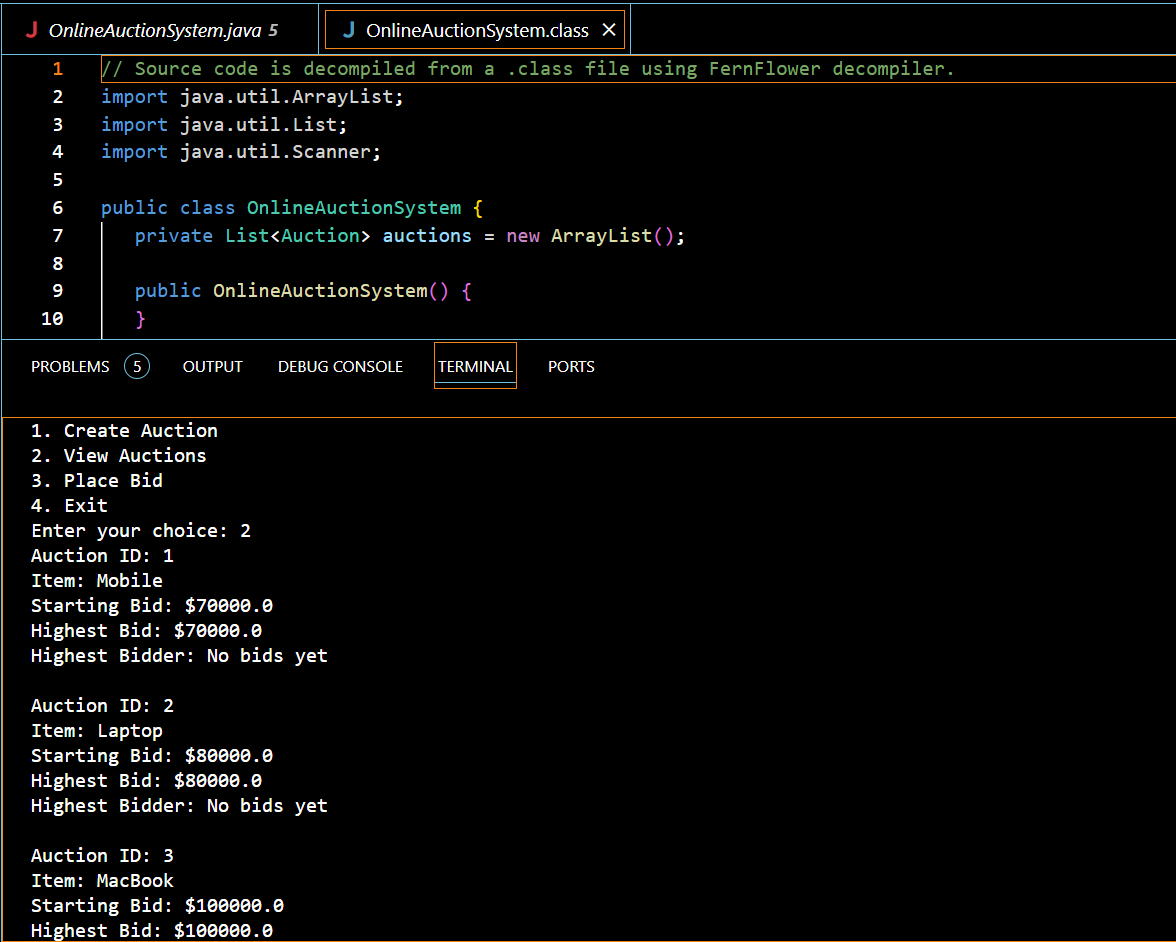 J OnlineAuctionSystem.java 5 J OnlineAuctionSystem.class ×
1 // Source code is decompiled from a .class file using FernFlower decompiler.
2 import java.util.ArrayList;
3 import java.util.List;
4 import java.util.Scanner;
5
6 public class OnlineAuctionSystem {
7    private List<Auction> auctions = new ArrayList();
8
9    public OnlineAuctionSystem() {
10    }
PROBLEMS 5 OUTPUT DEBUG CONSOLE TERMINAL PORTS
1. Create Auction
2. View Auctions
3. Place Bid
4. Exit
Enter your choice: 2
Auction ID: 1
Item: Mobile
Starting Bid: $70000.0
Highest Bid: $70000.0
Highest Bidder: No bids yet
Auction ID: 2
Item: Laptop
Starting Bid: $80000.0
Highest Bid: $80000.0
Highest Bidder: No bids yet
Auction ID: 3
Item: MacBook
Starting Bid: $100000.0
Highest Bid: $100000.0